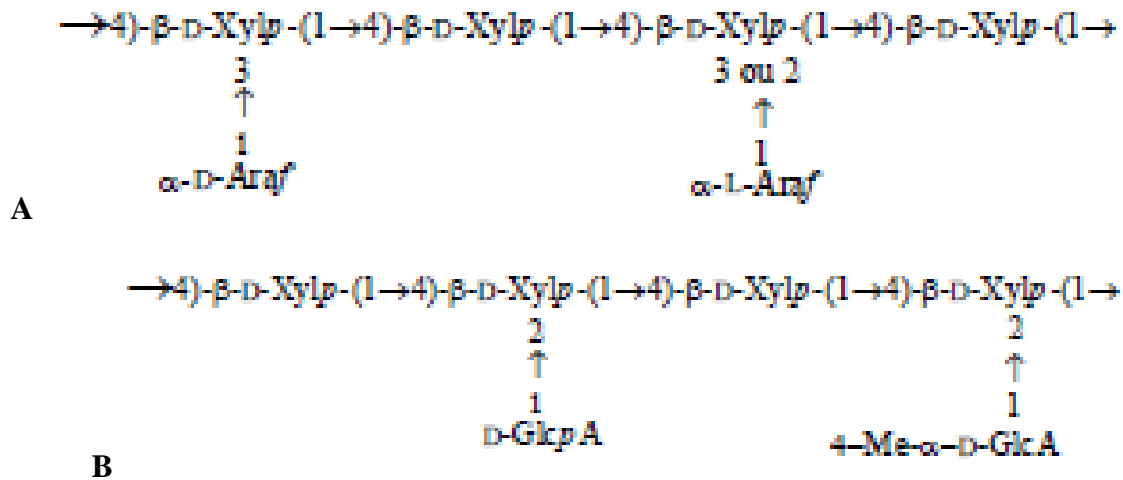 →4)-β-D-Xylp-(1→4)-β-D-Xylp-(1→4)-β-D-Xylp-(1→4)-β-D-Xylp-(1→
3 3 ou 2
↑ ↑
1 1
α-D-Araf α-L-Araf
A
→4)-β-D-Xylp-(1→4)-β-D-Xylp-(1→4)-β-D-Xylp-(1→4)-β-D-Xylp-(1→
2 2
↑ ↑
1 1
D-GlcpA 4-Me-α-D-GlcA
B